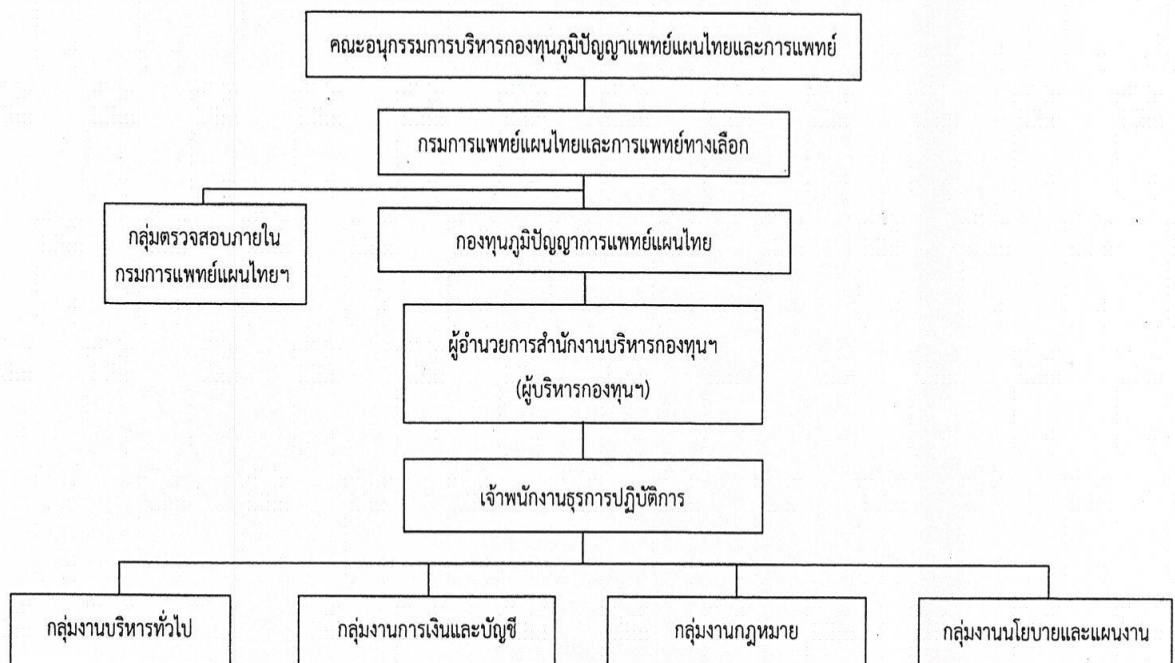 คณะอนุกรรมการบริหารกองทุนภูมิปัญญาแพทย์แผนไทยและการแพทย์
กรมการแพทย์แผนไทยและการแพทย์ทางเลือก
กลุ่มตรวจสอบภายใน
กรมการแพทย์แผนไทยฯ
กองทุนภูมิปัญญาการแพทย์แผนไทย
ผู้อำนวยการสำนักงานบริหารกองทุนฯ
(ผู้บริหารกองทุนฯ)
เจ้าพนักงานธุรการปฏิบัติการ
กลุ่มงานบริหารทั่วไป
กลุ่มงานการเงินและบัญชี
กลุ่มงานกฎหมาย
กลุ่มงานนโยบายและแผนงาน